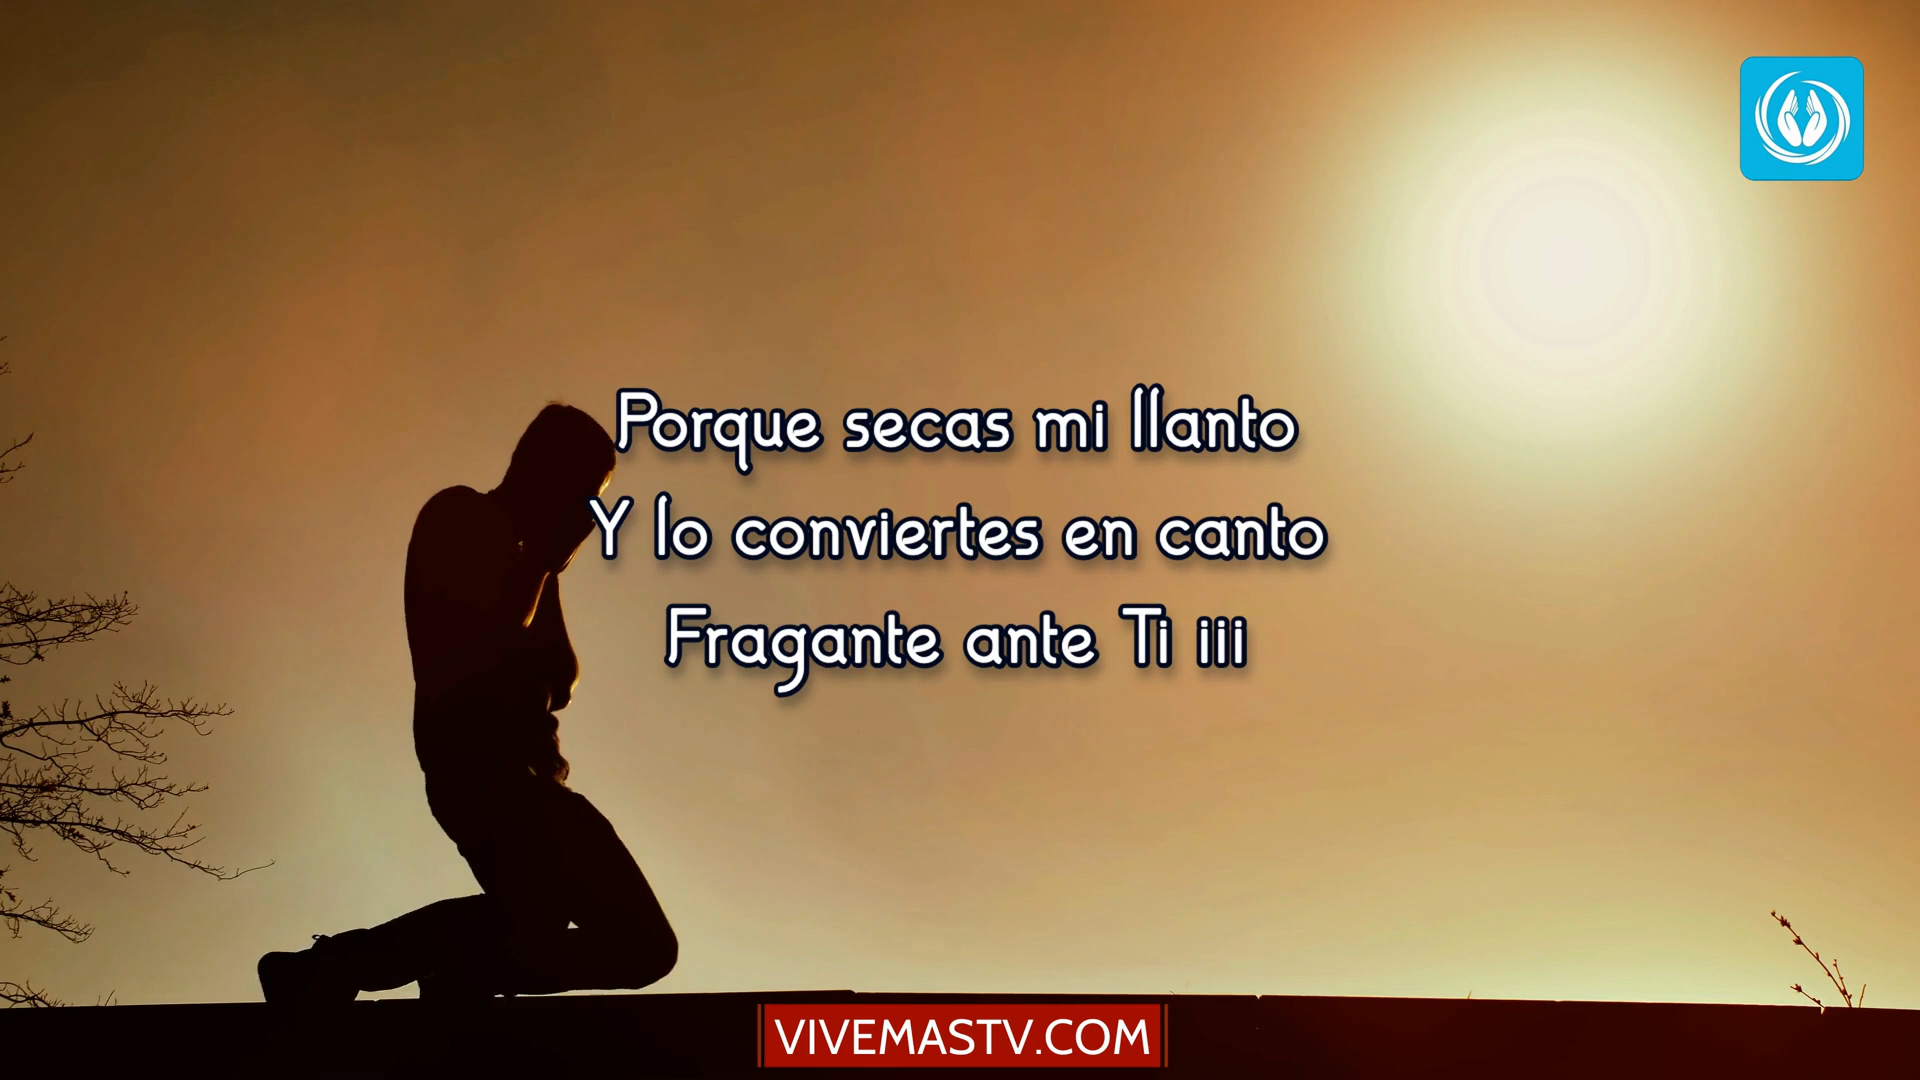 Porque secas mi llanto
Y lo conviertes en canto
Fragante ante Ti iii
VIVEMASTV.COM